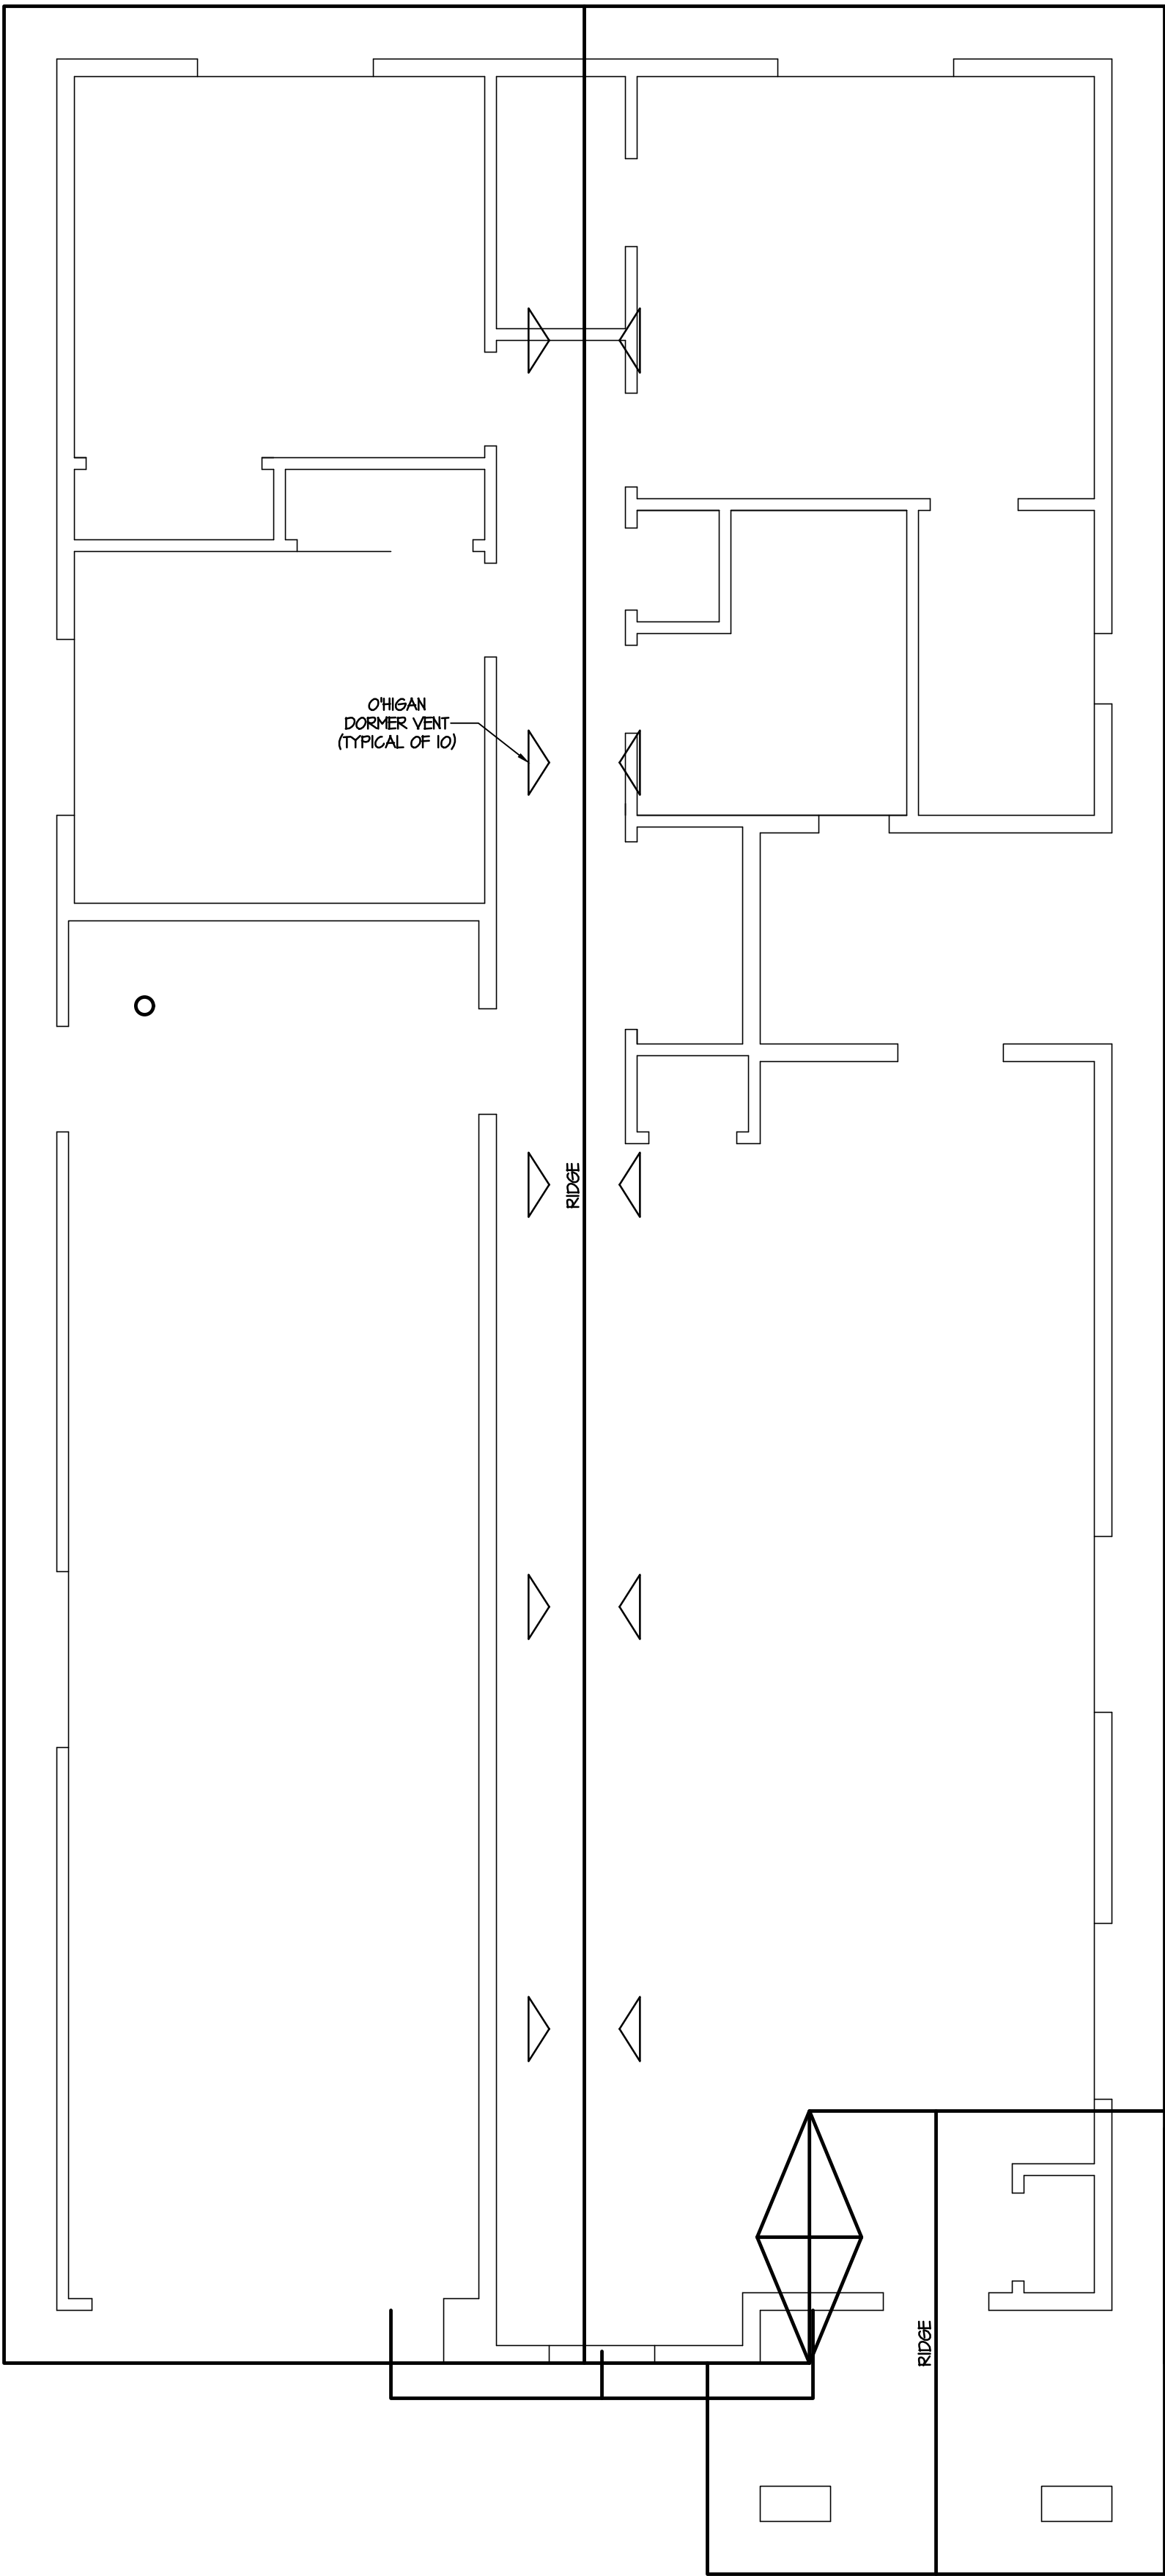 O'HIGAN
DORMER VENT
(TYPICAL OF 10)
RIDGE
RIDGE